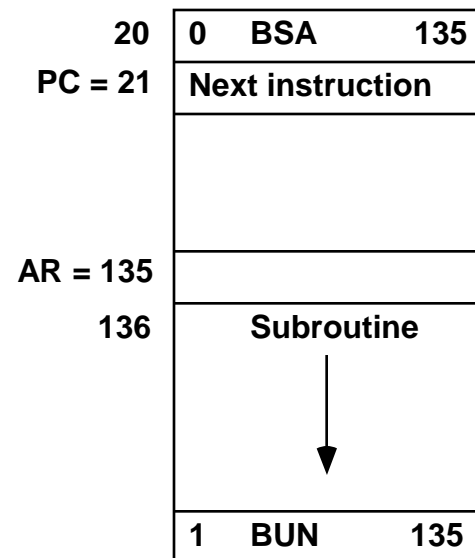 20 0 BSA 135
PC = 21 Next instruction
AR = 135
136 Subroutine
1 BUN 135